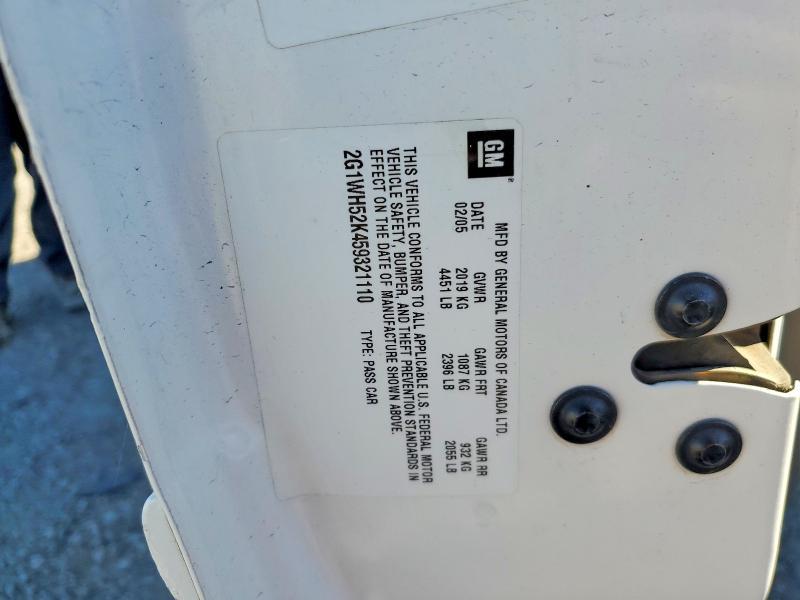 GM
MFD BY GENERAL MOTORS OF CANADA LTD.
DATE GVWR GAWR FRT GAWR RR
02/05 2019 KG 1087 KG 932 KG
4451 LB 2396 LB 2055 LB
THIS VEHICLE CONFORMS TO ALL APPLICABLE U.S. FEDERAL MOTOR
VEHICLE SAFETY, BUMPER, AND THEFT PREVENTION STANDARDS IN
EFFECT ON THE DATE OF MANUFACTURE SHOWN ABOVE.
2G1WH52K459321110 TYPE: PASS CAR